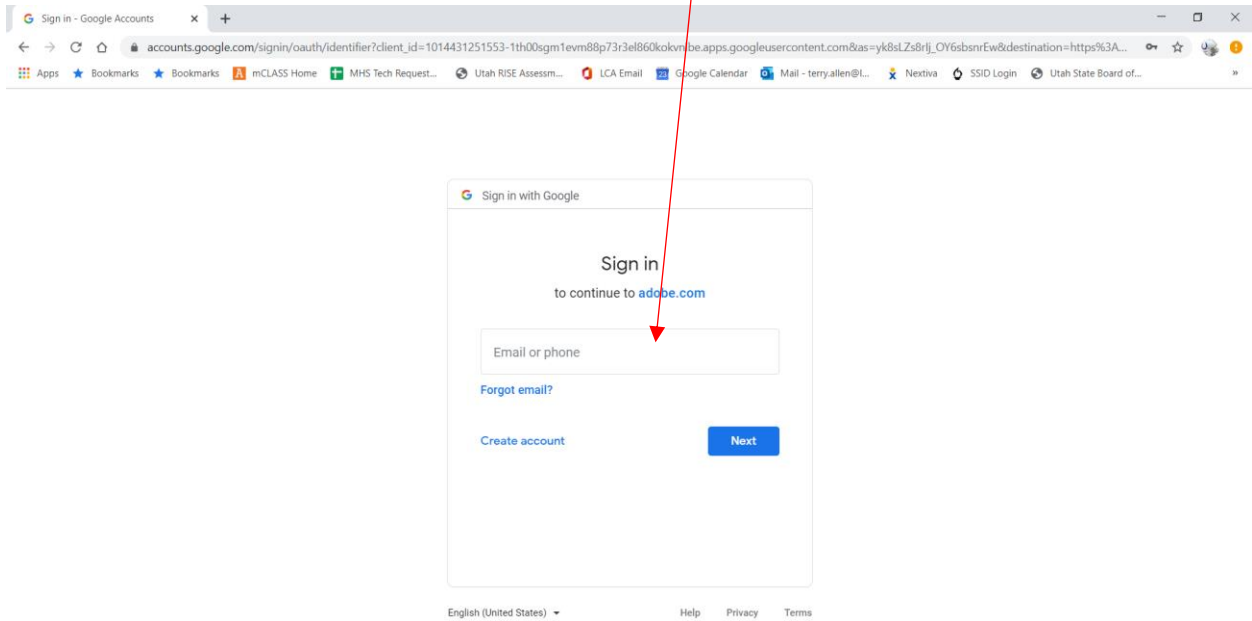 Sign in - Google Accounts
accounts.google.com/signin/oauth/identifier?client_id=1014431251553-1th00sgm1evm88p73r3el860kokvn be.apps.googleusercontent.com&as=yk8sLZs8rlj_OY6sbsnrEw&destination=https%3A...
Apps Bookmarks Bookmarks mCLASS Home MHS Tech Request... Utah RISE Assessm... LCA Email Google Calendar Mail - terry.allen@l... Nextiva SSID Login Utah State Board of... »
Sign in with Google
Sign in
to continue to adobe.com
Email or phone
Forgot email?
Create account Next
English (United States) Help Privacy Terms